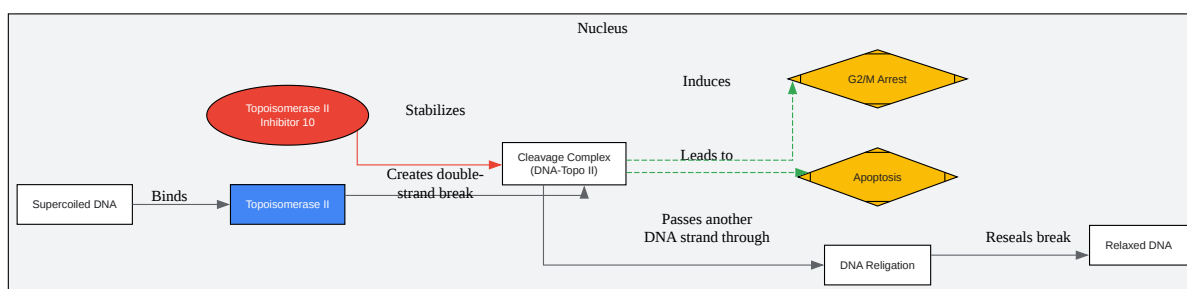 Nucleus
Induces
G2/M Arrest
Topoisomerase II
Inhibitor 10
Stabilizes
Cleavage Complex
(DNA-Topo II)
Leads to
Apoptosis
Creates double-
strand break
Supercoiled DNA
Binds
Topoisomerase II
Passes another
DNA strand through
DNA Religation
Reseals break
Relaxed DNA